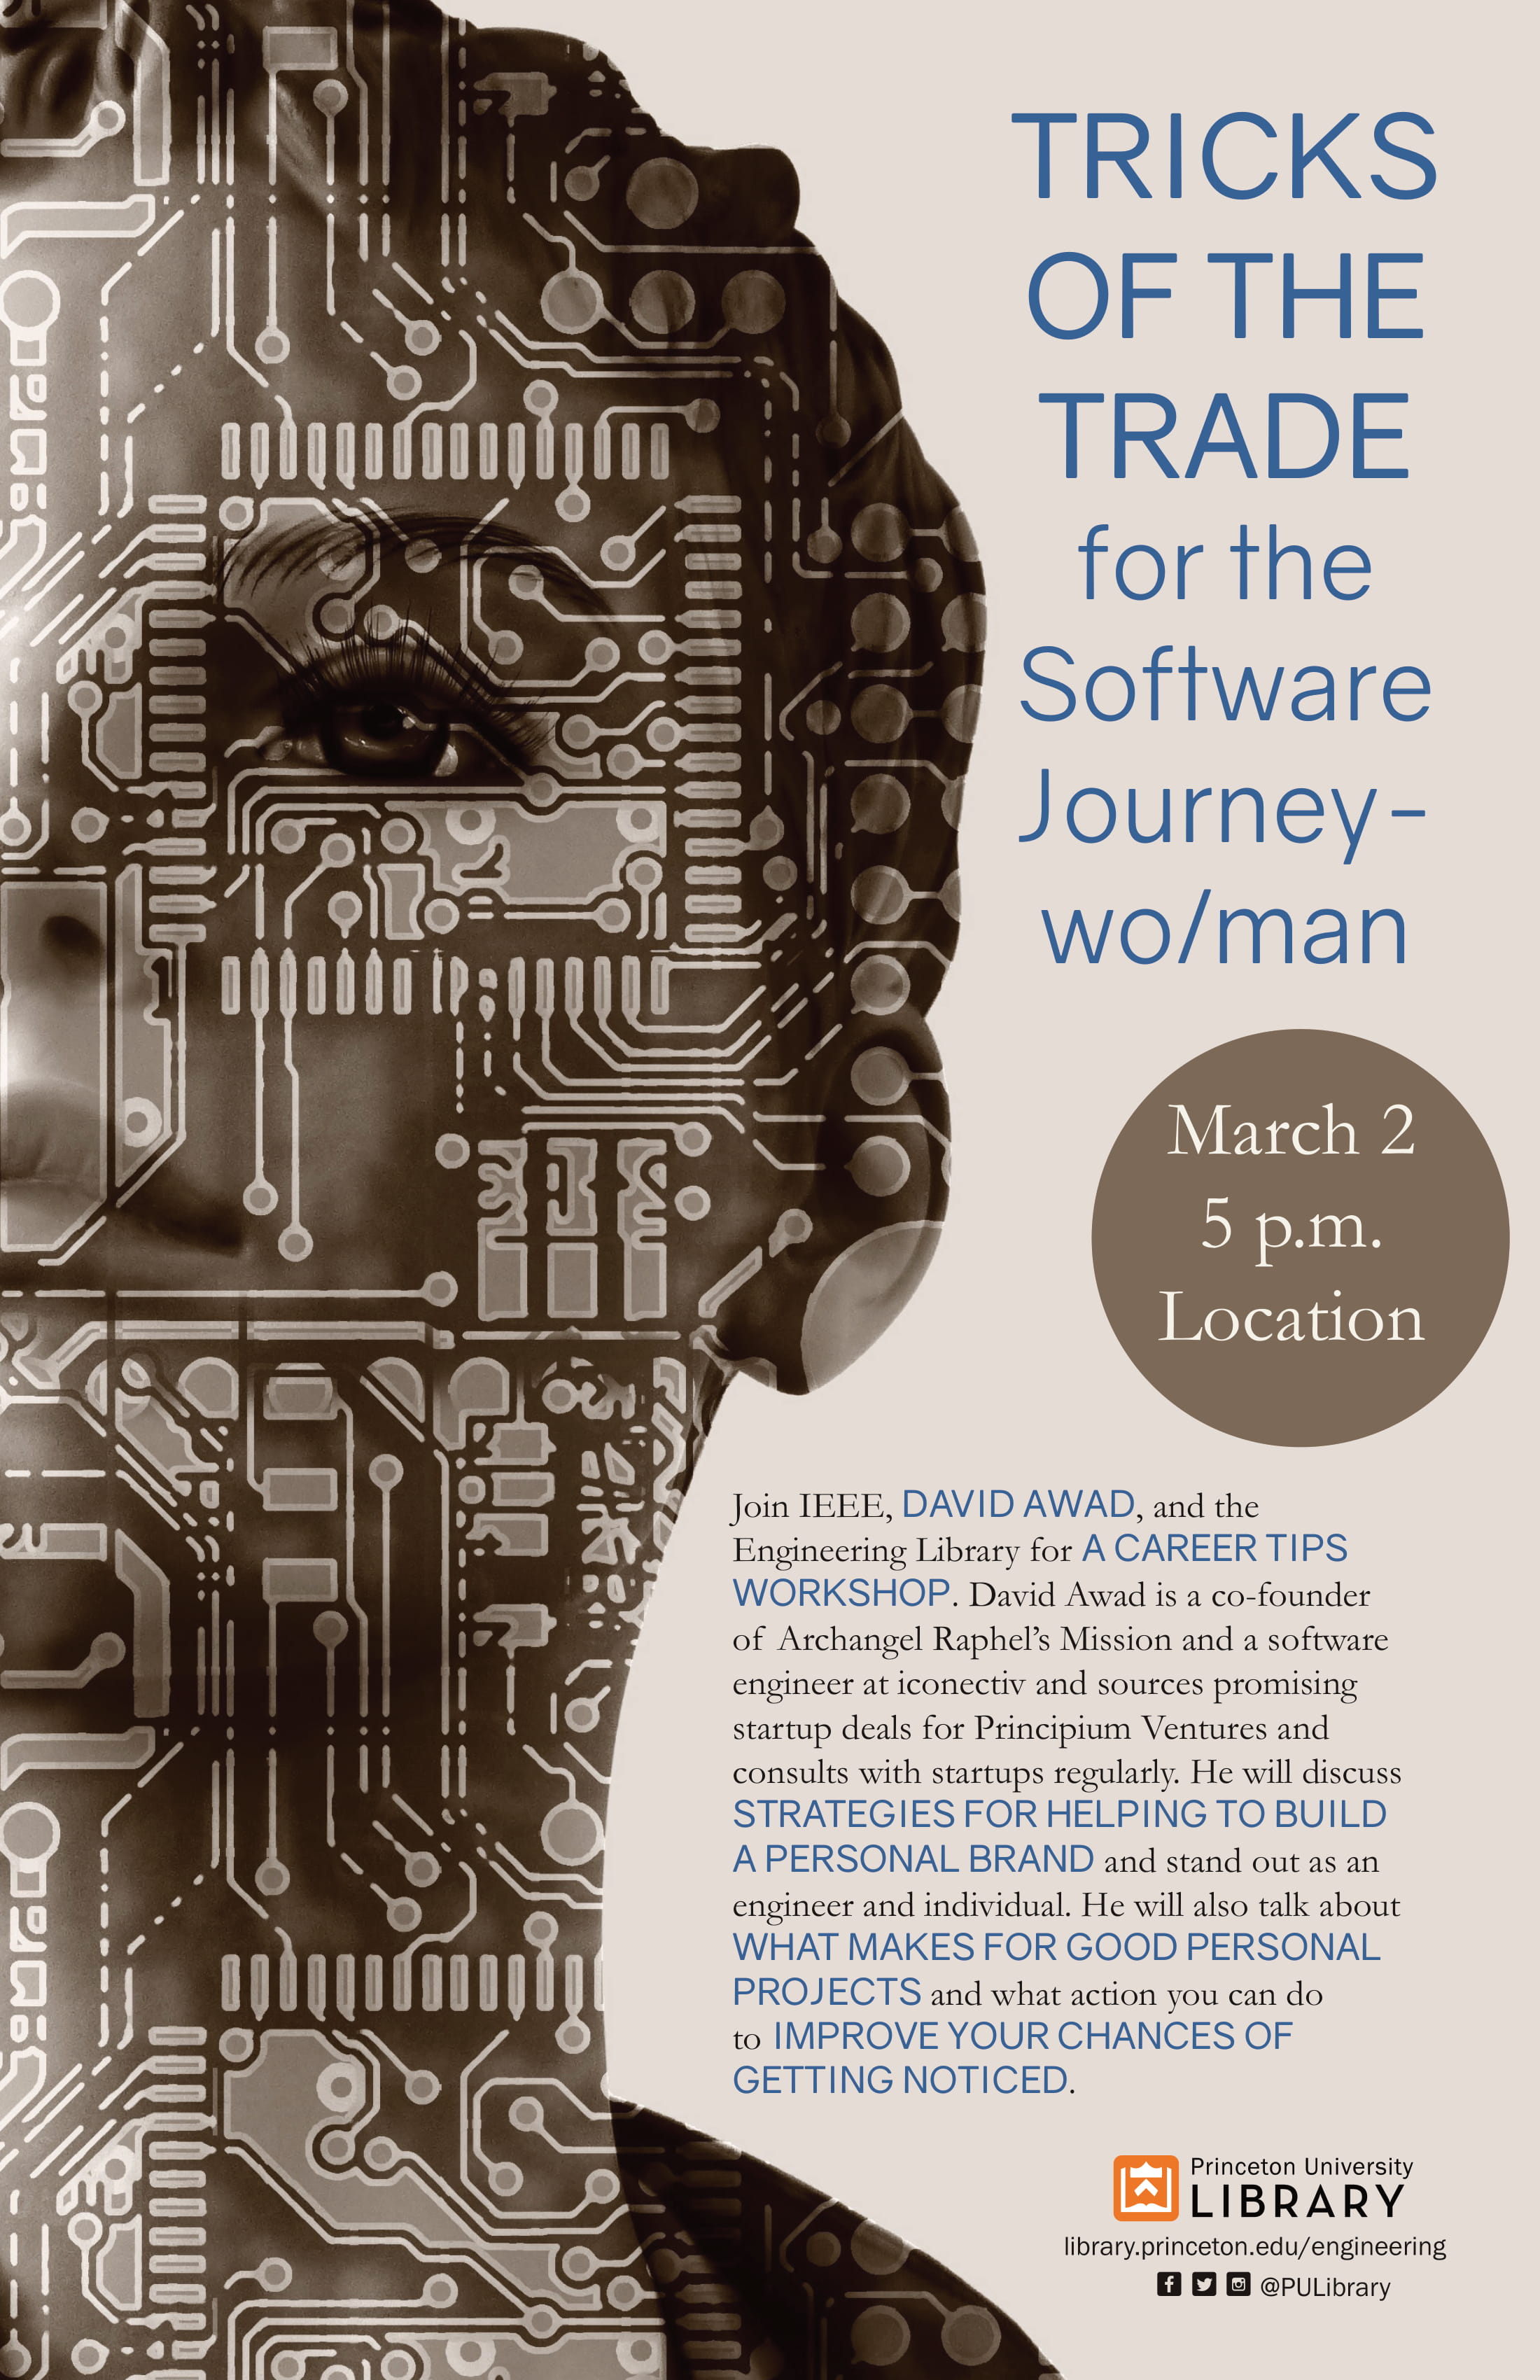 TRICKS
OF THE
TRADE
for the
Software
Journey-
wo/man
March 2
5 p.m.
Location
Join IEEE, DAVID AWAD, and the
Engineering Library for A CAREER TIPS
WORKSHOP. David Awad is a co-founder
of Archangel Raphel’s Mission and a software
engineer at iconectiv and sources promising
startup deals for Principium Ventures and
consults with startups regularly. He will discuss
STRATEGIES FOR HELPING TO BUILD
A PERSONAL BRAND and stand out as an
engineer and individual. He will also talk about
WHAT MAKES FOR GOOD PERSONAL
PROJECTS and what action you can do
to IMPROVE YOUR CHANCES OF
GETTING NOTICED.
Princeton University
LIBRARY
library.princeton.edu/engineering
@PULibrary